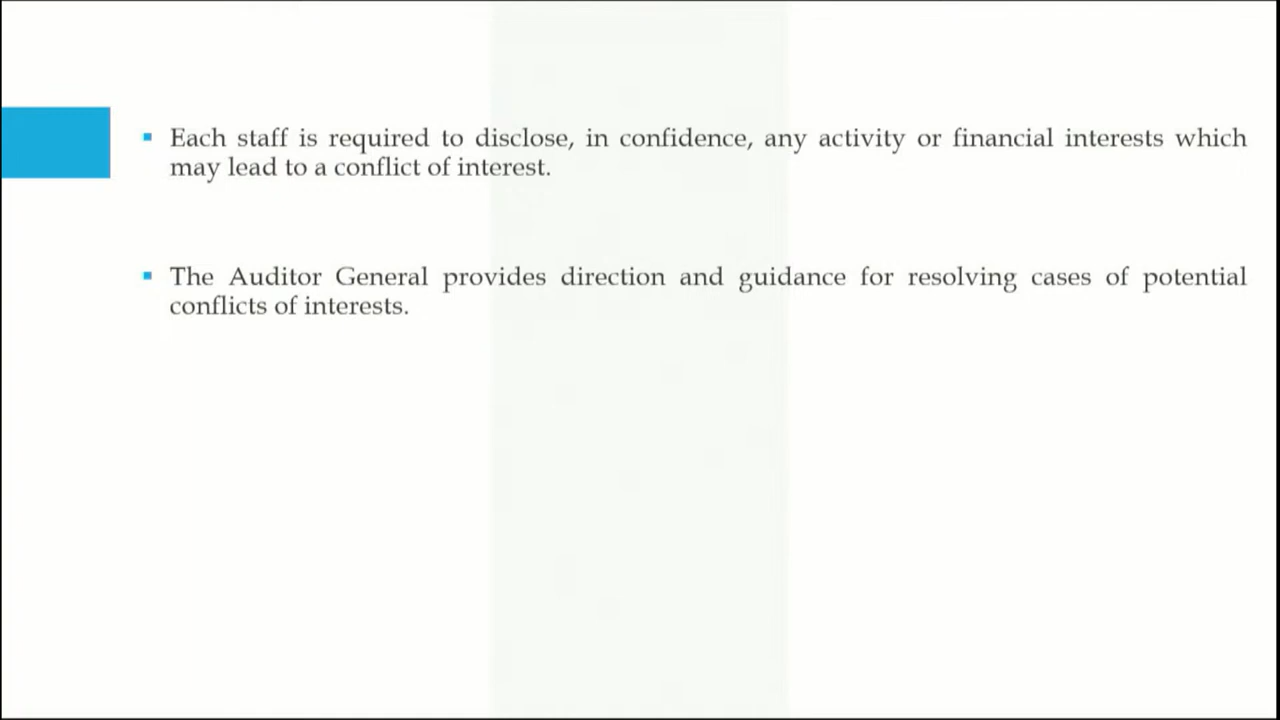 Each staff is required to disclose, in confidence, any activity or financial interests which
may lead to a conflict of interest.
The Auditor General provides direction and guidance for resolving cases of potential
conflicts of interests.